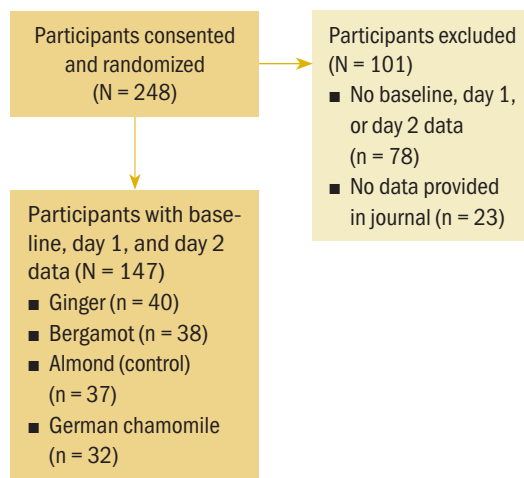 Participants consented
and randomized
(N = 248)
Participants excluded
(N = 101)
■ No baseline, day 1,
or day 2 data
(n = 78)
■ No data provided
in journal (n = 23)
Participants with base-
line, day 1, and day 2
data (N = 147)
■ Ginger (n = 40)
■ Bergamot (n = 38)
■ Almond (control)
(n = 37)
■ German chamomile
(n = 32)